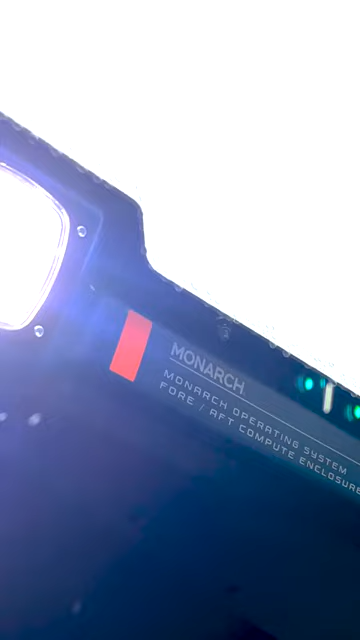 MONARCH
MONARCH OPERATING SYSTEM
FORE / AFT COMPUTE ENCLOSURE